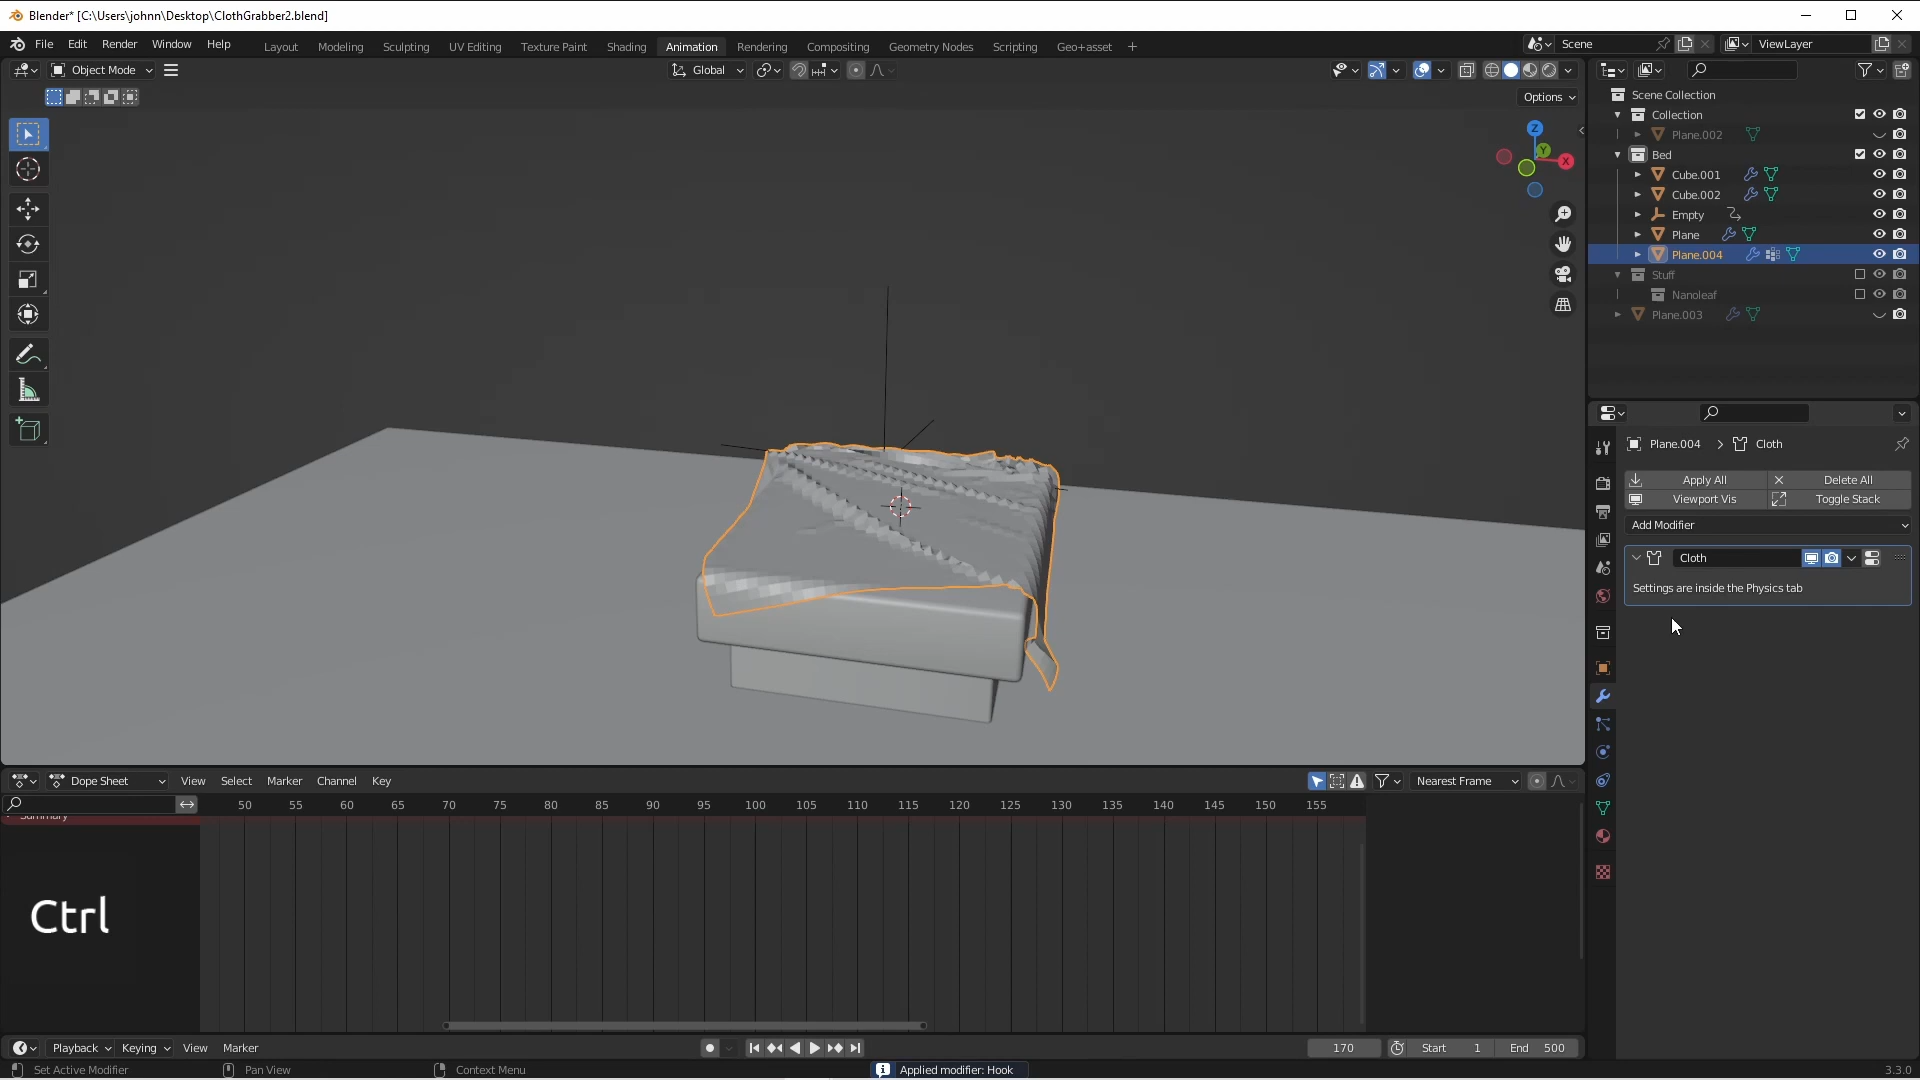 Blender* [C:\Users\johnn\Desktop\ClothGrabber2.blend]
File Edit Render Window Help Layout Modeling Sculpting UV Editing Texture Paint Shading Animation Rendering Compositing Geometry Nodes Scripting Geo+asset + Scene ViewLayer
Object Mode Global
Options
Z
Y
X
Scene Collection
Collection
Plane.002
Bed
Cube.001
Cube.002
Empty
Plane
Plane.004
Stuff
Nanoleaf
Plane.003
Plane.004 > Cloth
Apply All Delete All
Viewport Vis Toggle Stack
Add Modifier
Cloth
Settings are inside the Physics tab
Dope Sheet View Select Marker Channel Key Nearest Frame
50 55 60 65 70 75 80 85 90 95 100 105 110 115 120 125 130 135 140 145 150 155
Summary
Ctrl
Playback Keying View Marker 170 Start 1 End 500
Set Active Modifier Pan View Context Menu Applied modifier: Hook 3.3.0